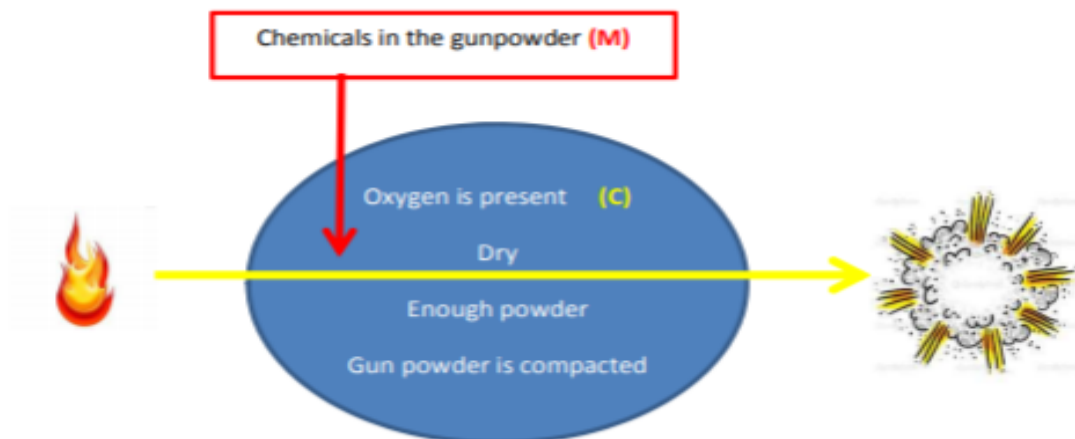 Chemicals in the gunpowder (M)
Oxygen is present (C)
Dry
Enough powder
Gun powder is compacted